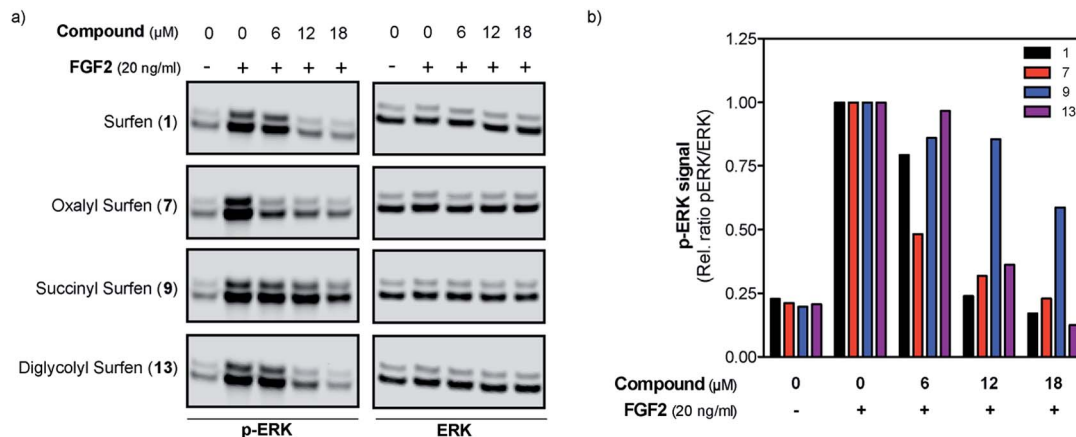 a)
Compound (µM) 0 0 6 12 18 0 0 6 12 18
FGF2 (20 ng/ml) - + + + + - + + + +
Surfen (1)
Oxalyl Surfen (7)
Succinyl Surfen (9)
Diglycolyl Surfen (13)
p-ERK ERK
b)
p-ERK signal
(Rel. ratio pERK/ERK)
1.25
1.00
0.75
0.50
0.25
0.00
1
7
9
13
Compound (µM) 0 0 6 12 18
FGF2 (20 ng/ml) - + + + +